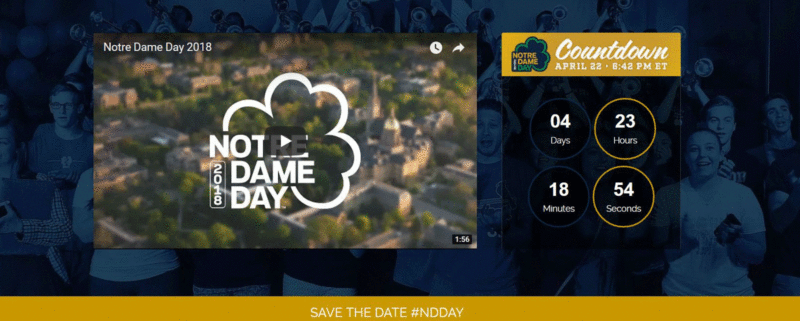 Notre Dame Day 2018
NOTRE
DAME
DAY
2018
1:56
NOTRE
DAME
DAY
Countdown
APRIL 22 • 6:42 PM ET
04
Days
23
Hours
18
Minutes
54
Seconds
SAVE THE DATE #NDDAY